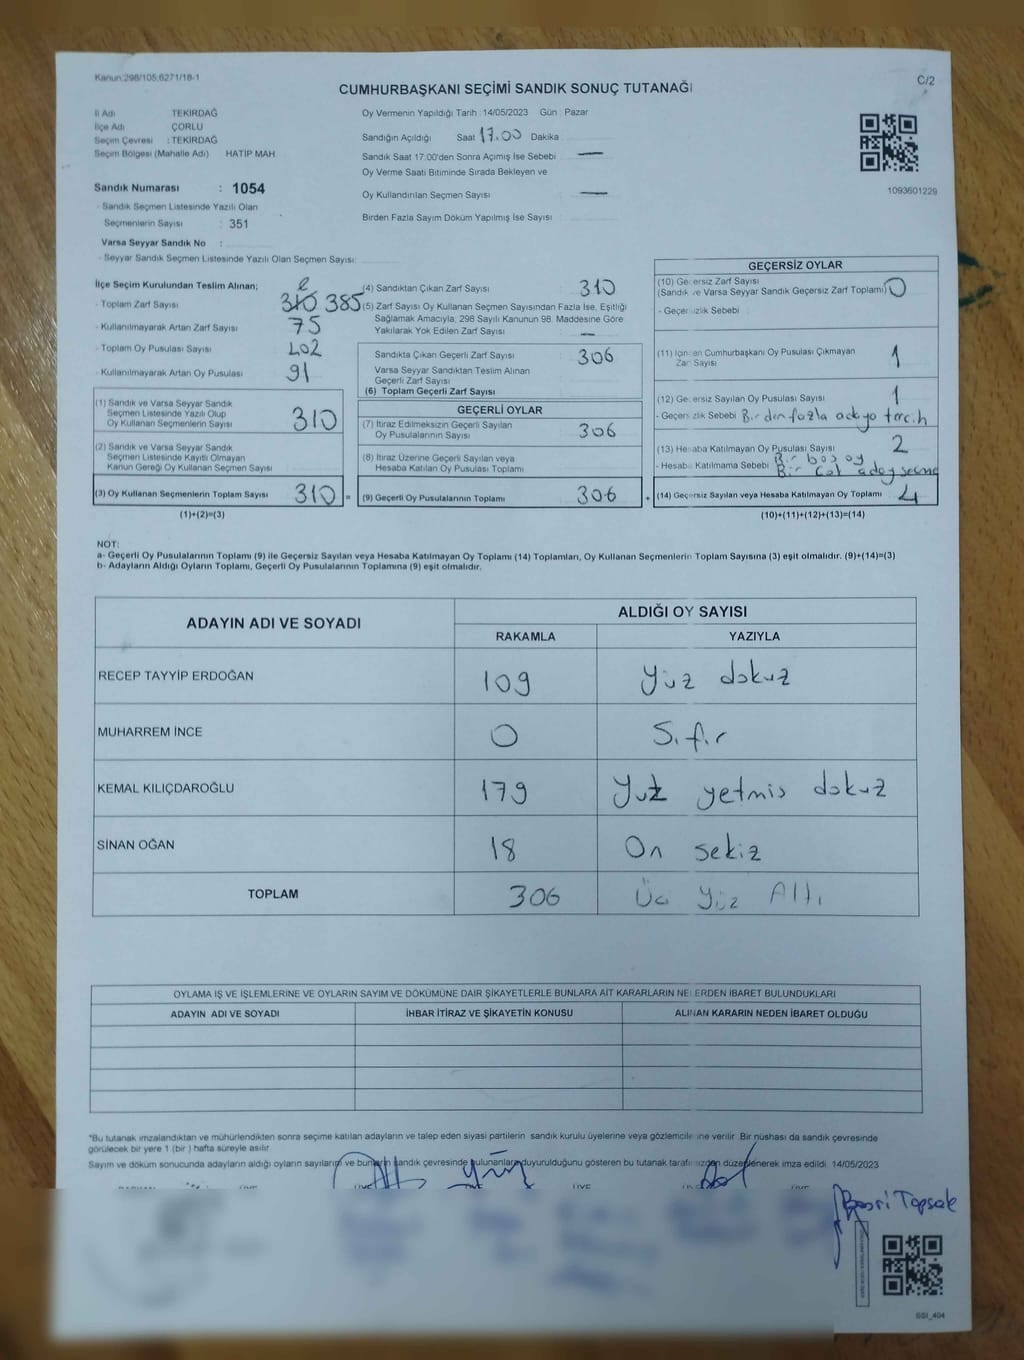 Kanun:298/105;6271/18-1
C/2
CUMHURBAŞKANI SEÇİMİ SANDIK SONUÇ TUTANAĞI
İl Adı TEKİRDAĞ
İlçe Adı ÇORLU
Seçim Çevresi : TEKİRDAĞ
Seçim Bölgesi (Mahalle Adı) HATİP MAH
Sandık Numarası : 1054
- Sandık Seçmen Listesinde Yazılı Olan
Seçmenlerin Sayısı : 351
Varsa Seyyar Sandık No :
- Seyyar Sandık Seçmen Listesinde Yazılı Olan Seçmen Sayısı:
Oy Vermenin Yapıldığı Tarih 14/05/2023 Gün Pazar
Sandığın Açıldığı Saat 17.00 Dakika
Sandık Saat 17:00'den Sonra Açımış İse Sebebi —
Oy Verme Saati Bitiminde Sırada Bekleyen ve
Oy Kullandırılan Seçmen Sayısı —
Birden Fazla Sayım Döküm Yapılmış İse Sayısı
1093601229
İlçe Seçim Kurulundan Teslim Alınan;
- Toplam Zarf Sayısı 310 385
- Kullanılmayarak Artan Zarf Sayısı 75
- Toplam Oy Pusulası Sayısı 402
- Kullanılmayarak Artan Oy Pusulası 91
(1) Sandık ve Varsa Seyyar Sandık
Seçmen Listesinde Yazılı Olup
Oy Kullanan Seçmenlerin Sayısı 310
(2) Sandık ve Varsa Seyyar Sandık
Seçmen Listesinde Kayıtlı Olmayan
Kanun Gereği Oy Kullanan Seçmen Sayısı
(3) Oy Kullanan Seçmenlerin Toplam Sayısı 310 =
(1)+(2)=(3)
(4) Sandıktan Çıkan Zarf Sayısı 310
(5) Zarf Sayısı Oy Kullanan Seçmen Sayısından Fazla İse, Eşitliği
Sağlamak Amacıyla, 298 Sayılı Kanunun 98. Maddesine Göre
Yakılarak Yok Edilen Zarf Sayısı —
Sandıkta Çıkan Geçerli Zarf Sayısı 306
Varsa Seyyar Sandıktan Teslim Alınan
Geçerli Zarf Sayısı
(6) Toplam Geçerli Zarf Sayısı
GEÇERLİ OYLAR
(7) İtiraz Edilmeksizin Geçerli Sayılan
Oy Pusulalarının Sayısı 306
(8) İtiraz Üzerine Geçerli Sayılan veya
Hesaba Katılan Oy Pusulası Toplamı
(9) Geçerli Oy Pusulalarının Toplamı 306 +
GEÇERSİZ OYLAR
(10) Geçersiz Zarf Sayısı
(Sandık ve Varsa Seyyar Sandık Geçersiz Zarf Toplamı) 0
- Geçersizlik Sebebi
(11) İçinden Cumhurbaşkanı Oy Pusulası Çıkmayan
Zarf Sayısı 1
(12) Geçersiz Sayılan Oy Pusulası Sayısı 1
- Geçersizlik Sebebi Birden fazla adaya tercih
(13) Hesaba Katılmayan Oy Pusulası Sayısı 2
- Hesaba Katılmama Sebebi Bir boş oy
(14) Geçersiz Sayılan veya Hesaba Katılmayan Oy Toplamı 4
(10)+(11)+(12)+(13)=(14)
NOT:
a- Geçerli Oy Pusulalarının Toplamı (9) ile Geçersiz Sayılan veya Hesaba Katılmayan Oy Toplamı (14) Toplamları, Oy Kullanan Seçmenlerin Toplam Sayısına (3) eşit olmalıdır. (9)+(14)=(3)
b- Adayların Aldığı Oyların Toplamı, Geçerli Oy Pusulalarının Toplamına (9) eşit olmalıdır.
ADAYIN ADI VE SOYADI ALDIĞI OY SAYISI
RAKAMLA YAZIYLA
RECEP TAYYİP ERDOĞAN 109 Yüz dokuz
MUHARREM İNCE 0 Sıfır
KEMAL KILIÇDAROĞLU 179 Yüz yetmiş dokuz
SİNAN OĞAN 18 On sekiz
TOPLAM 306 Üç Yüz Altı
OYLAMA İŞ VE İŞLEMLERİNE VE OYLARIN SAYIM VE DÖKÜMÜNE DAİR ŞİKAYETLERLE BUNLARA AİT KARARLARIN NELERDEN İBARET BULUNDUKLARI
ADAYIN ADI VE SOYADI İHBAR İTİRAZ VE ŞİKAYETİN KONUSU ALINAN KARARIN NEDEN İBARET OLDUĞU
*Bu tutanak imzalandıktan ve mühürlendikten sonra seçime katılan adayların ve talep eden siyasi partilerin sandık kurulu üyelerine veya gözlemcilerine verilir. Bir nüshası da sandık çevresinde
görülecek bir yere 1 (bir) hafta süreyle asılır
Sayım ve döküm sonucunda adayların aldığı oyların sayılarını ve bunların sandık çevresinde bulunanlara duyurulduğunu gösteren bu tutanak tarafımızdan düzenlenerek imza edildi 14/05/2023